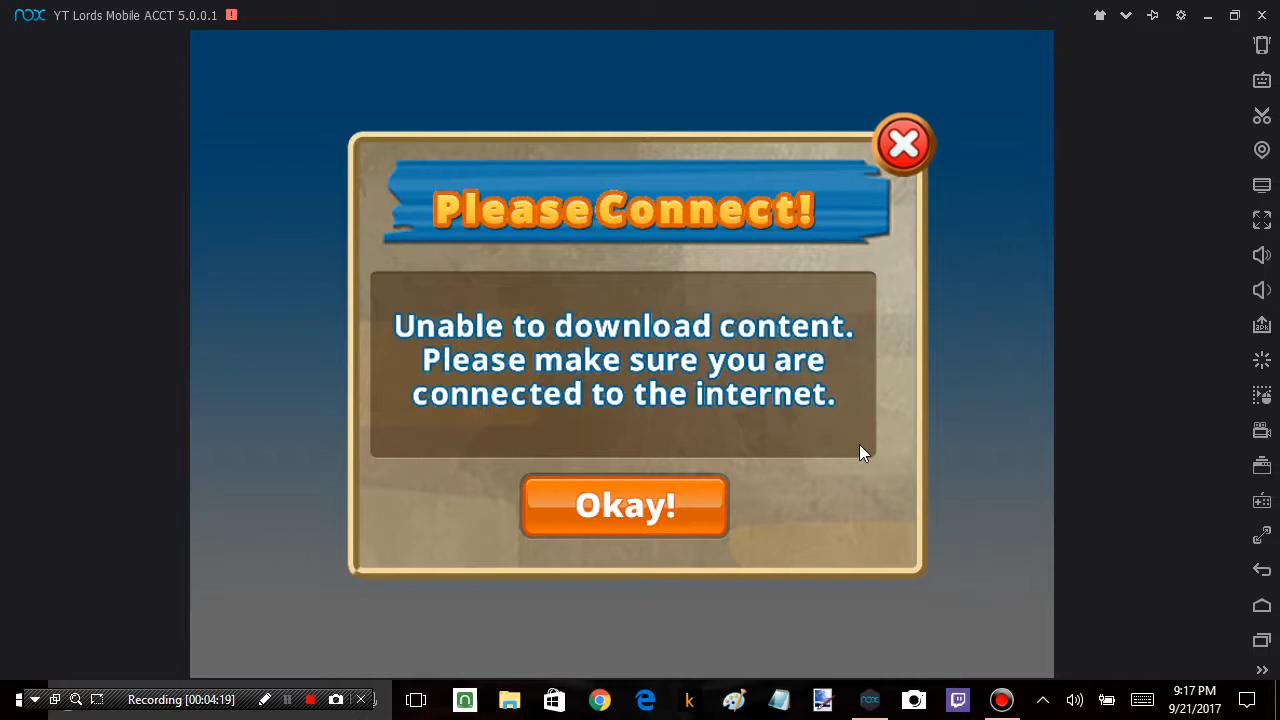 nox YT Lords Mobile ACCT 5.0.0.1
Please Connect!
Unable to download content.
Please make sure you are
connected to the internet.
Okay!
Recording [00:04:19]
9:17 PM
9/21/2017